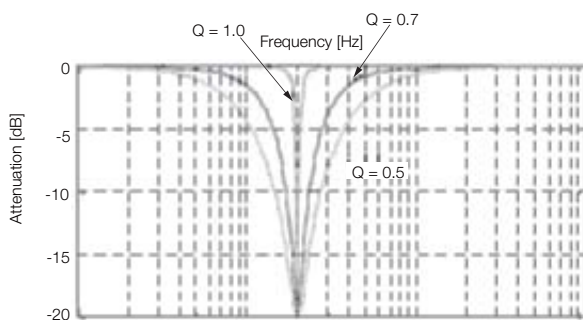 Q = 1.0
Q = 0.7
Frequency [Hz]
0
-5
-10
-15
-20
Attenuation [dB]
Q = 0.5